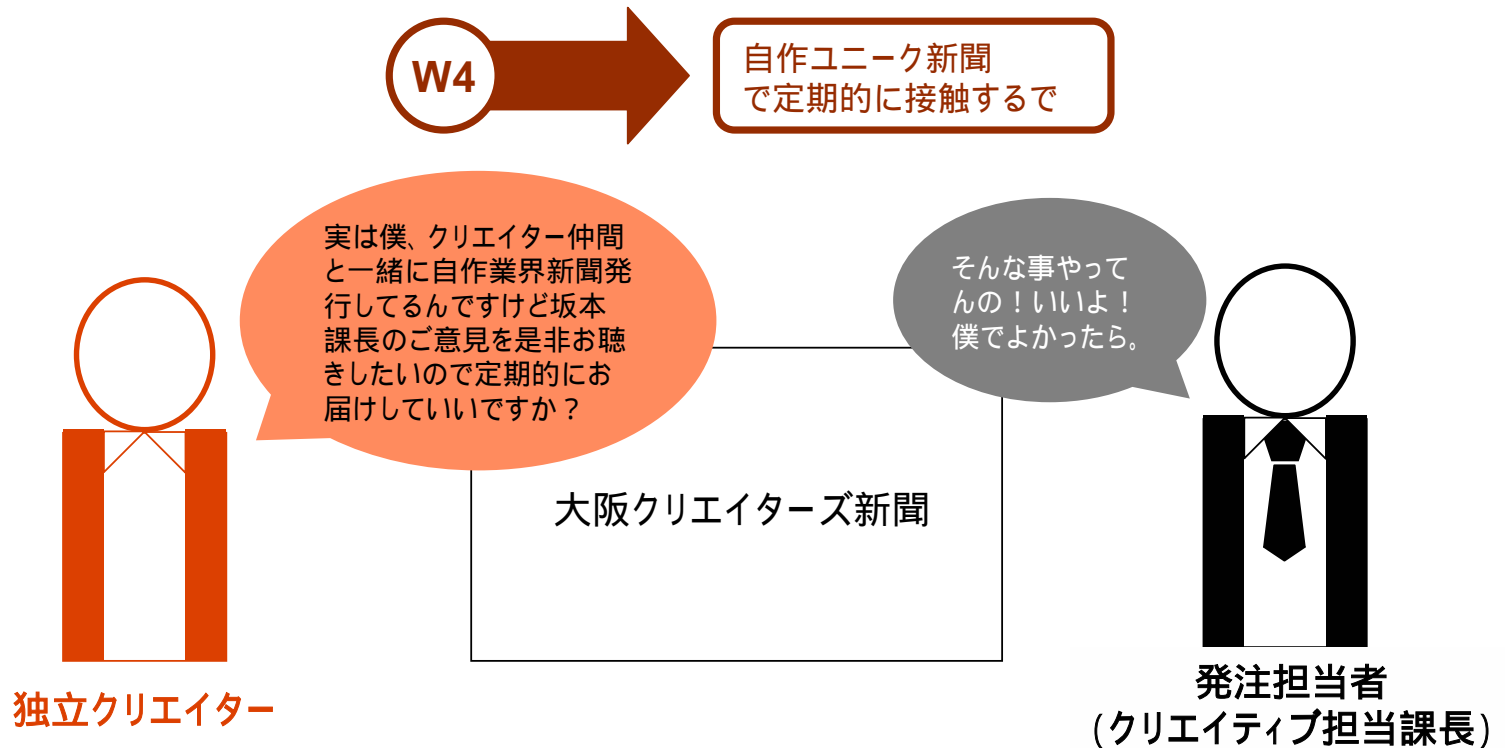 W4
自作ユニーク新聞
で定期的に接触するで
実は僕、クリエイター仲間
と一緒に自作業界新聞発
行してるんですけど坂本
課長のご意見を是非お聴
きしたいので定期的にお
届けしていいですか？
そんな事やって
んの！いいよ！
僕でよかったら。
大阪クリエイターズ新聞
独立クリエイター
発注担当者
(クリエイティブ担当課長)